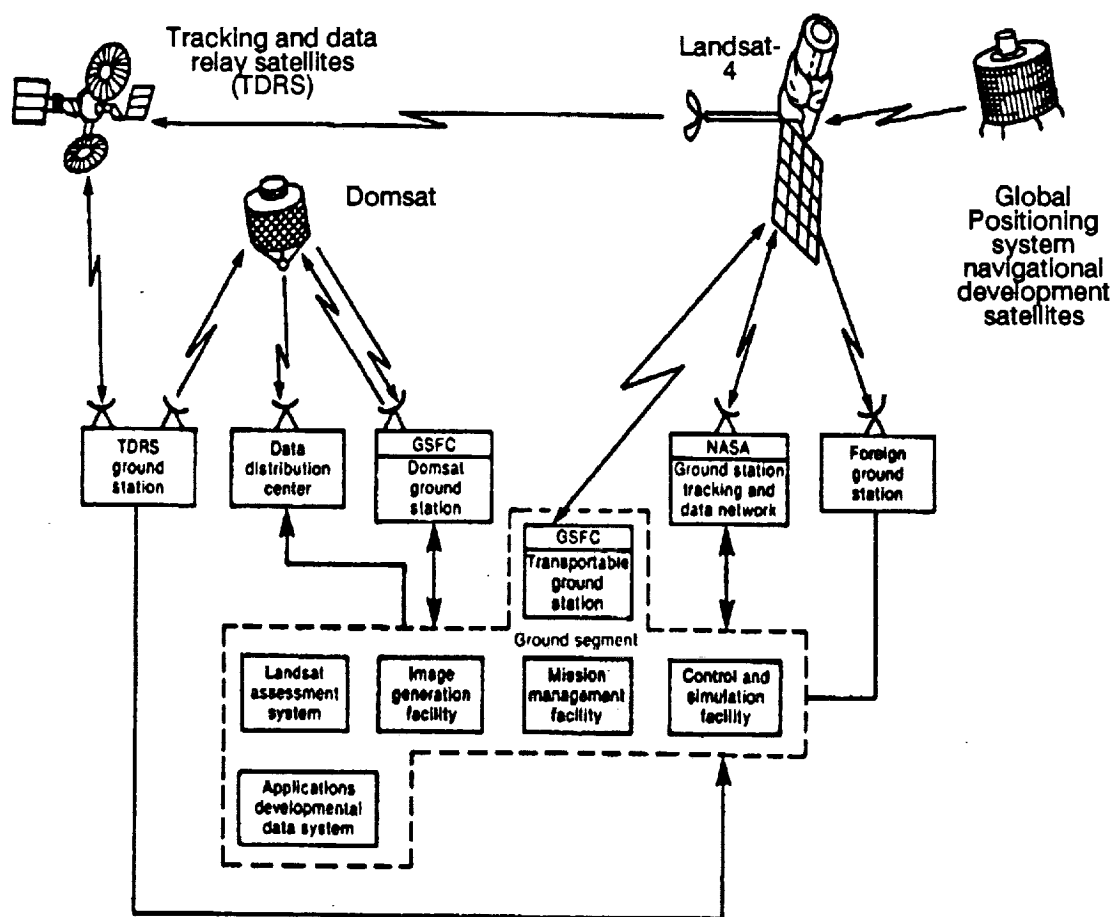 Tracking and data
relay satellites
(TDRS)
Landsat-
4
Domsat
Global
Positioning
system
navigational
development
satellites
TDRS
ground
station
Data
distribution
center
GSFC
Domsat
ground
station
NASA
Ground station
tracking and
data network
Foreign
ground
station
GSFC
Transportable
ground
station
Ground segment
Landsat
assessment
system
Image
generation
facility
Mission
management
facility
Control and
simulation
facility
Applications
developmental
data system